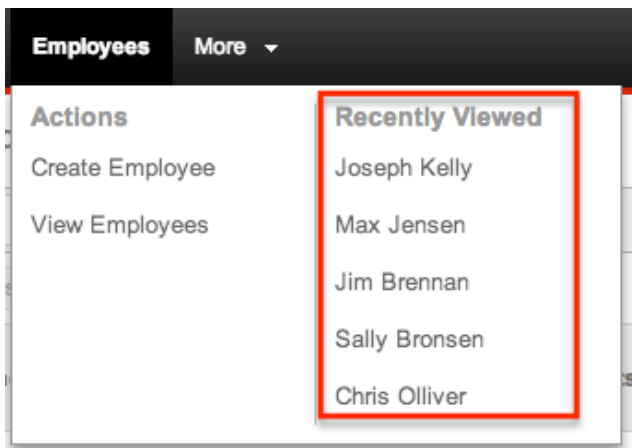 Employees More
Actions
Create Employee
View Employees
Recently Viewed
Joseph Kelly
Max Jensen
Jim Brennan
Sally Bronsen
Chris Olliver